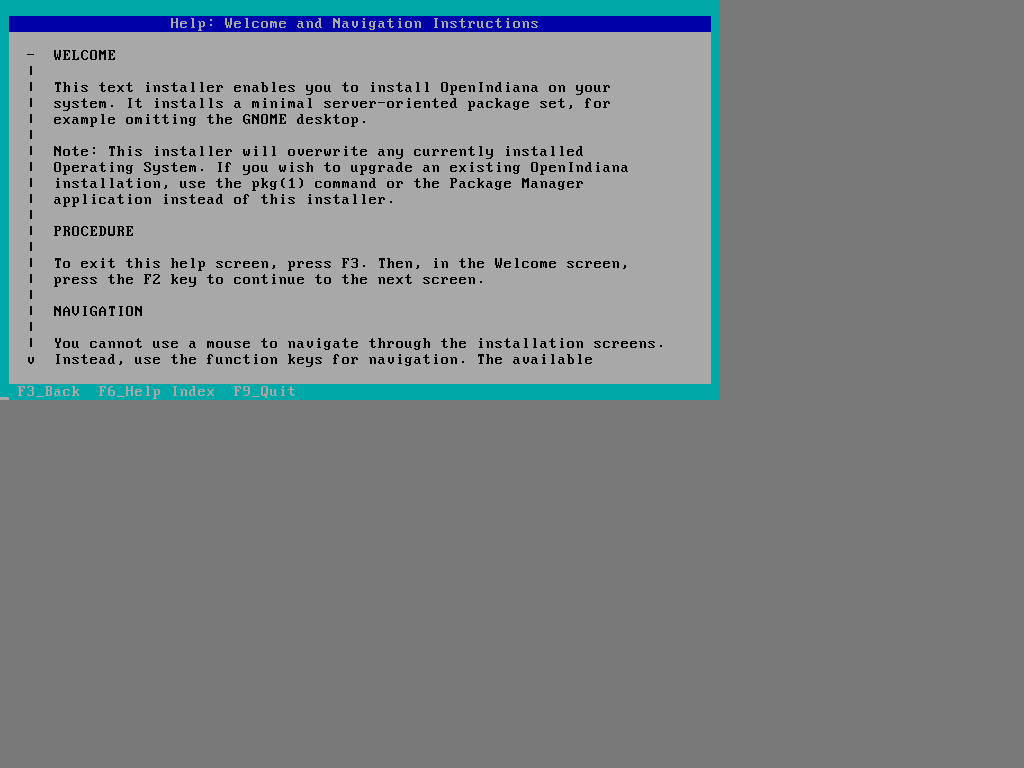 Help: Welcome and Navigation Instructions
- WELCOME
This text installer enables you to install OpenIndiana on your
system. It installs a minimal server-oriented package set, for
example omitting the GNOME desktop.
Note: This installer will overwrite any currently installed
Operating System. If you wish to upgrade an existing OpenIndiana
installation, use the pkg(1) command or the Package Manager
application instead of this installer.
PROCEDURE
To exit this help screen, press F3. Then, in the Welcome screen,
press the F2 key to continue to the next screen.
NAVIGATION
You cannot use a mouse to navigate through the installation screens.
v Instead, use the function keys for navigation. The available
F3_Back F6_Help Index F9_Quit